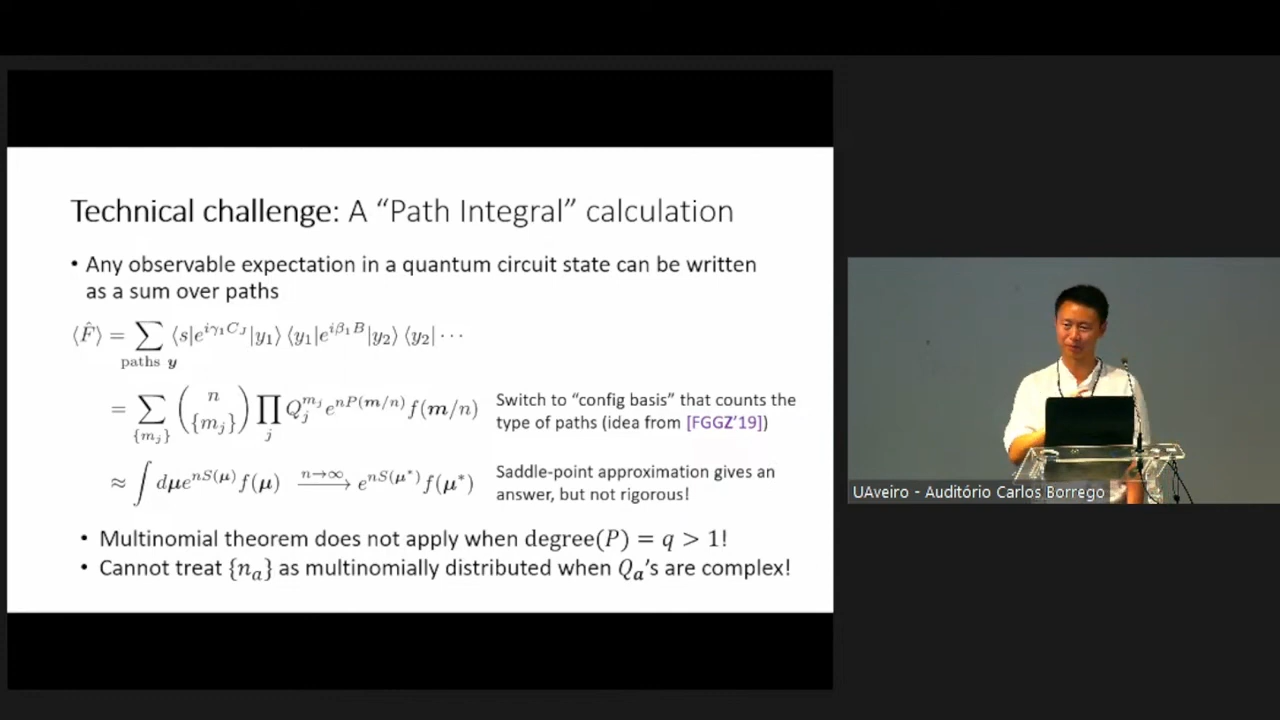 Technical challenge: A “Path Integral” calculation
• Any observable expectation in a quantum circuit state can be written
as a sum over paths
⟨F̂⟩ = ∑_{paths y} ⟨s|e^{iγ₁C_J}|y₁⟩ ⟨y₁|e^{iβ₁B}|y₂⟩ ⟨y₂| ⋯
= ∑_{{m_j}} \binom{n}{{m_j}} ∏_j Q_j^{m_j} e^{nP(m/n)} f(m/n)
Switch to “config basis” that counts the
type of paths (idea from [FGGZ’19])
≈ ∫ dμ e^{nS(μ)} f(μ) \xrightarrow{n→∞} e^{nS(μ*)} f(μ*)
Saddle-point approximation gives an
answer, but not rigorous!
• Multinomial theorem does not apply when degree(P) = q > 1!
• Cannot treat {n_a} as multinomially distributed when Q_a’s are complex!
UAveiro - Auditório Carlos Borrego